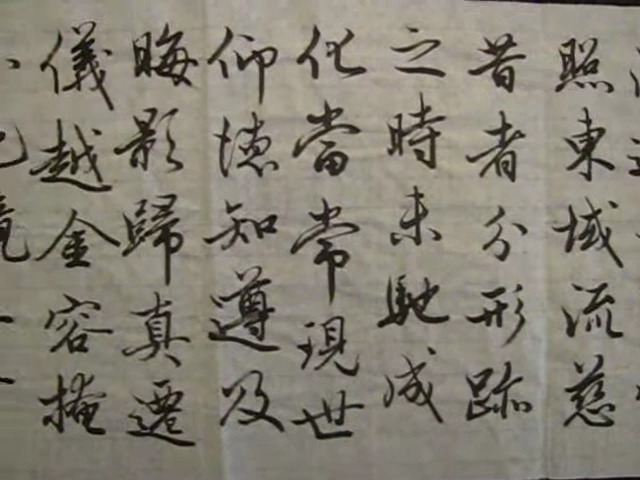 照東域流慈
昔者分形跡
之時未馳成
化當常現世
仰德知遵及
晦影歸真遷
儀越金容掩